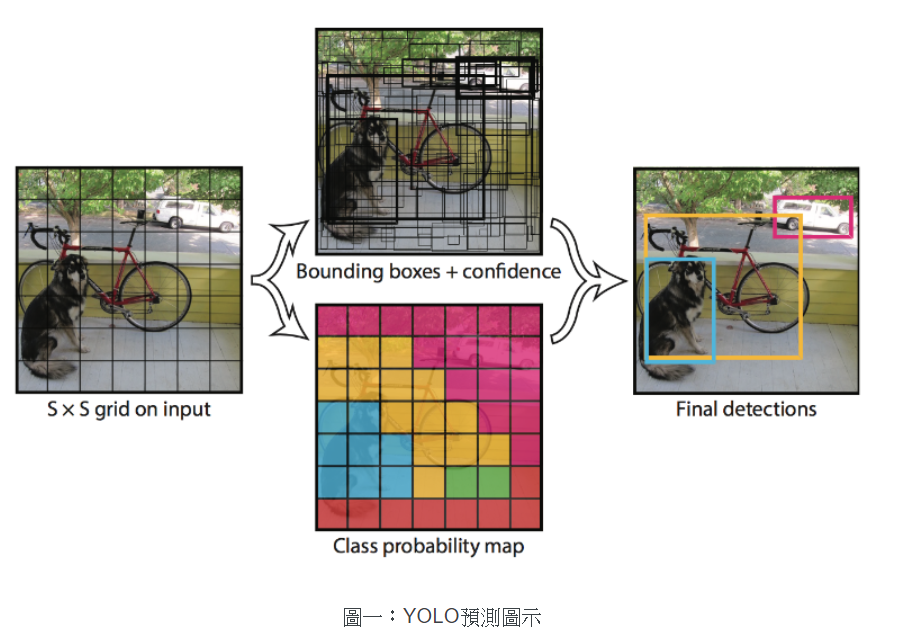 Bounding boxes + confidence
S × S grid on input
Final detections
Class probability map
圖一：YOLO預測圖示